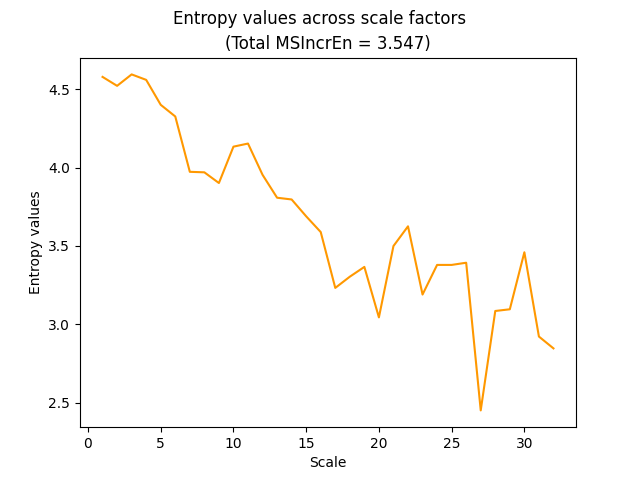 Entropy values across scale factors
(Total MSIncrEn = 3.547)
4.5
4.0
3.5
3.0
2.5
Entropy values
0 5 10 15 20 25 30
Scale